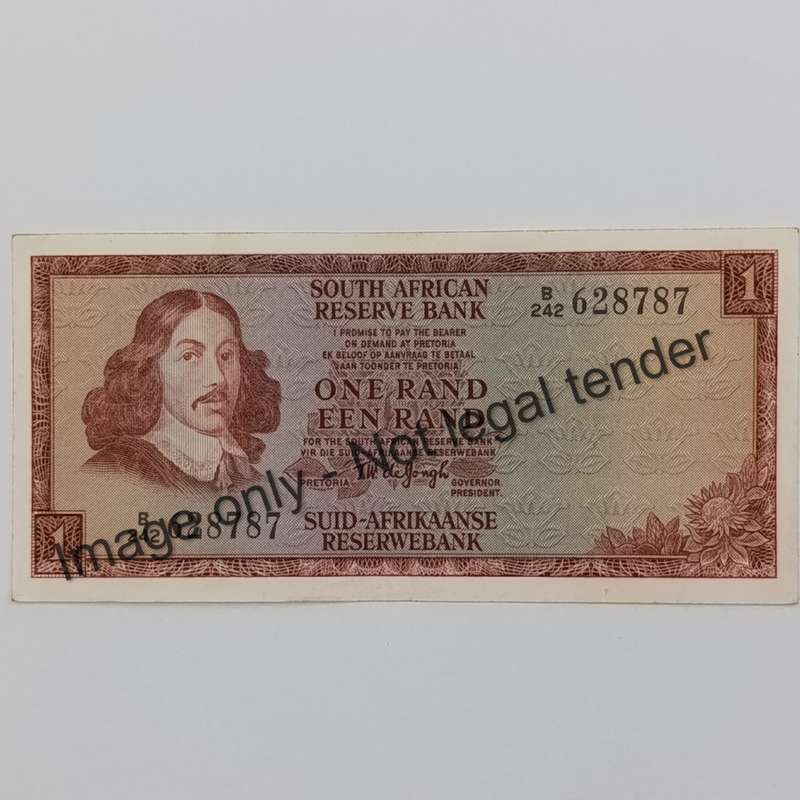 SOUTH AFRICAN
RESERVE BANK
B
242 628787
1
I PROMISE TO PAY THE BEARER
ON DEMAND AT PRETORIA
EK BELOOF OP AANVRAAG TE BETAAL
AAN TOONDER TE PRETORIA
ONE RAND
EEN RAND
FOR THE SOUTH AFRICAN RESERVE BANK
VIR DIE SUID-AFRIKAANSE RESERWEBANK
T W de Jongh
PRETORIA GOVERNOR
PRESIDENT.
1
B
242 628787
SUID-AFRIKAANSE
RESERWEBANK
Image only - Not legal tender